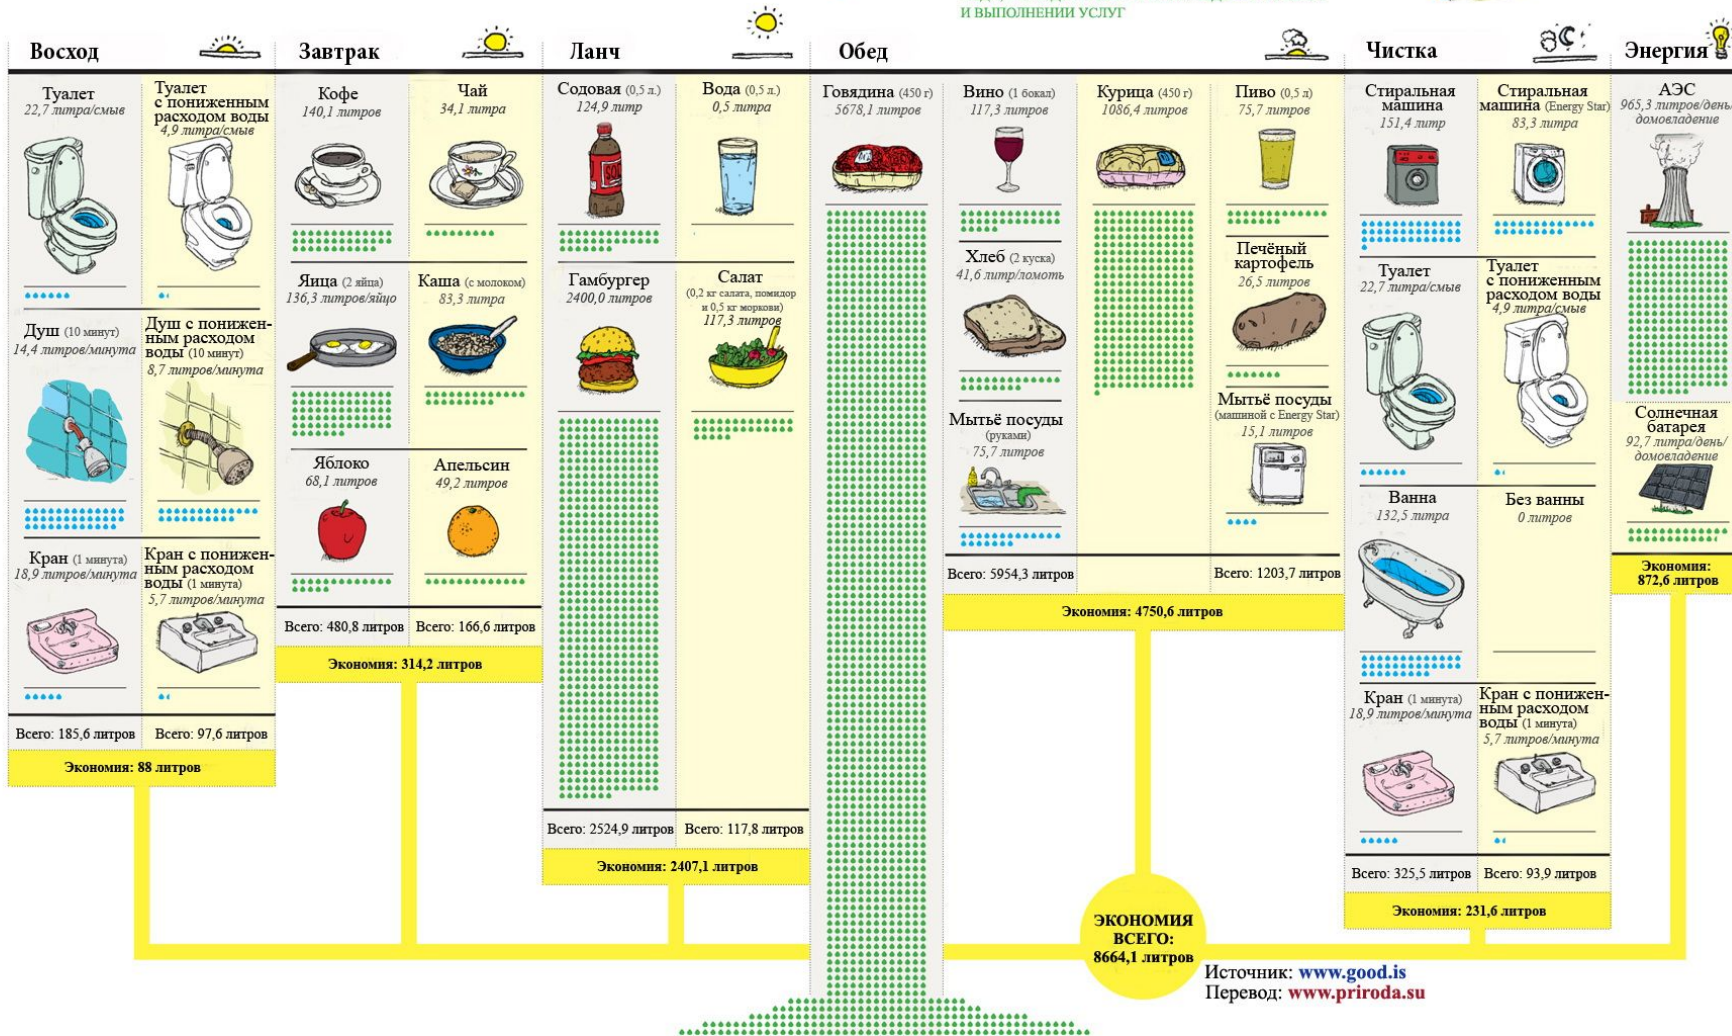 И ВЫПОЛНЕНИИ УСЛУГ
Восход
Туалет
22,7 литра/смыв
Туалет
с пониженным
расходом воды
4,9 литра/смыв
Душ (10 минут)
14,4 литров/минута
Душ с понижен-
ным расходом
воды (10 минут)
8,7 литров/минута
Кран (1 минута)
18,9 литров/минута
Кран с понижен-
ным расходом
воды (1 минута)
5,7 литров/минута
Всего: 185,6 литров
Всего: 97,6 литров
Экономия: 88 литров
Завтрак
Кофе
140,1 литров
Чай
34,1 литра
Яица (2 яйца)
136,3 литров/яйцо
Каша (с молоком)
83,3 литра
Яблоко
68,1 литров
Апельсин
49,2 литров
Всего: 480,8 литров
Всего: 166,6 литров
Экономия: 314,2 литров
Ланч
Содовая (0,5 л.)
124,9 литр
Вода (0,5 л.)
0,5 литра
Гамбургер
2400,0 литров
Салат
(0,2 кг салата, помидор
и 0,5 кг моркови)
117,3 литров
Всего: 2524,9 литров
Всего: 117,8 литров
Экономия: 2407,1 литров
Обед
Говядина (450 г)
5678,1 литров
Вино (1 бокал)
117,3 литров
Хлеб (2 куска)
41,6 литр/ломоть
Мытьё посуды
(руками)
75,7 литров
Курица (450 г)
1086,4 литров
Пиво (0,5 л)
75,7 литров
Печёный
картофель
26,5 литров
Мытьё посуды
(машиной с Energy Star)
15,1 литров
Всего: 5954,3 литров
Всего: 1203,7 литров
Экономия: 4750,6 литров
Чистка
Стиральная
машина
151,4 литр
Стиральная
машина (Energy Star)
83,3 литра
Туалет
22,7 литра/смыв
Туалет
с пониженным
расходом воды
4,9 литра/смыв
Ванна
132,5 литра
Без ванны
0 литров
Кран (1 минута)
18,9 литров/минута
Кран с понижен-
ным расходом
воды (1 минута)
5,7 литров/минута
Всего: 325,5 литров
Всего: 93,9 литров
Экономия: 231,6 литров
Энергия
АЭС
965,3 литров/день/
домовладение
Солнечная
батарея
92,7 литра/день/
домовладение
Экономия:
872,6 литров
ЭКОНОМИЯ
ВСЕГО:
8664,1 литров
Источник: www.good.is
Перевод: www.priroda.su